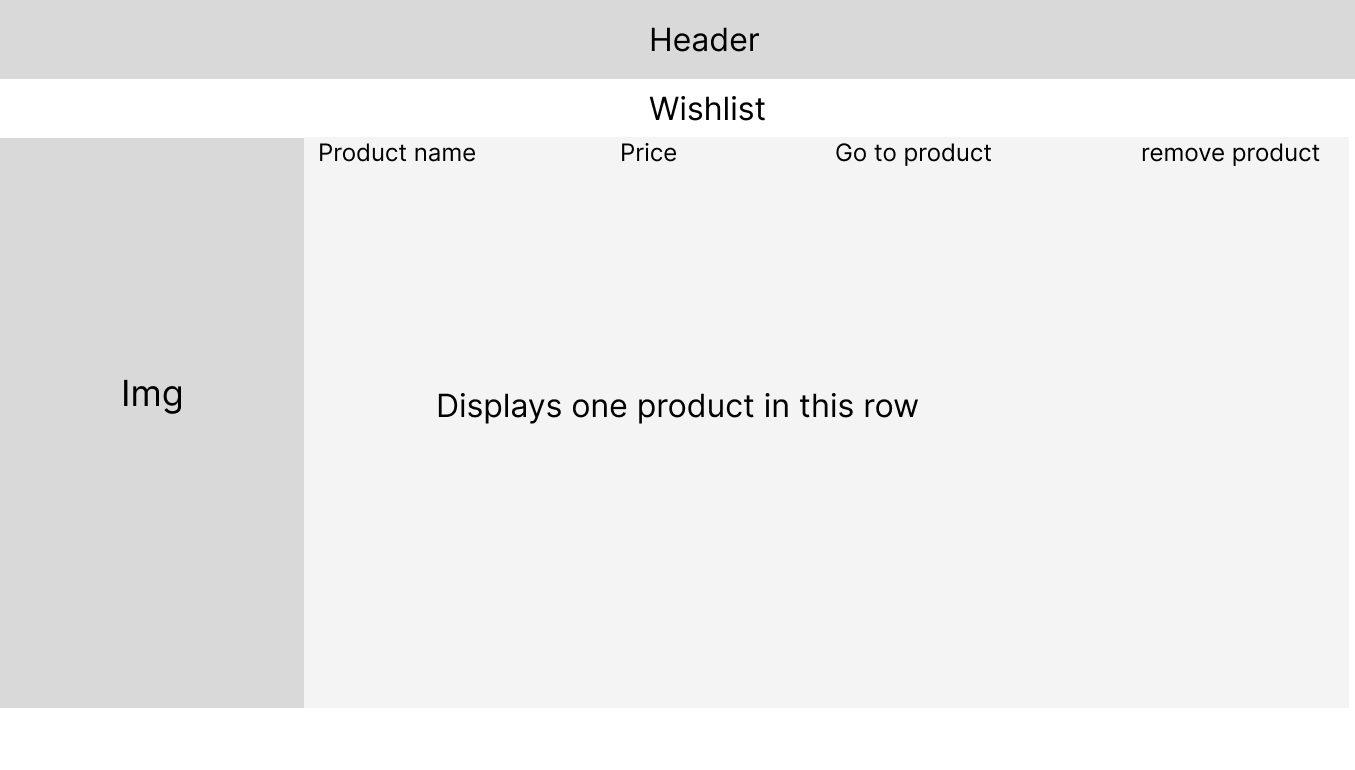 Header
Wishlist
Product name Price Go to product remove product
Img
Displays one product in this row